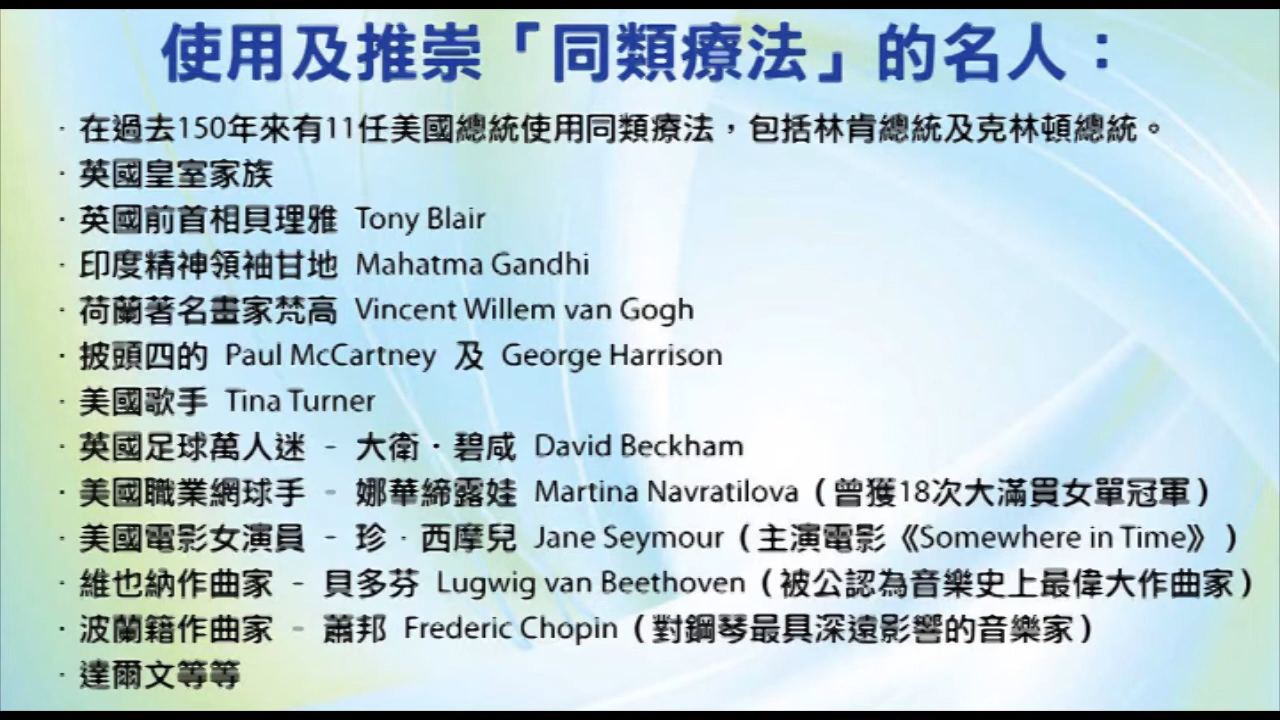 使用及推崇「同類療法」的名人：
· 在過去150年來有11任美國總統使用同類療法，包括林肯總統及克林頓總統。
· 英國皇室家族
· 英國前首相貝理雅 Tony Blair
· 印度精神領袖甘地 Mahatma Gandhi
· 荷蘭著名畫家梵高 Vincent Willem van Gogh
· 披頭四的 Paul McCartney 及 George Harrison
· 美國歌手 Tina Turner
· 英國足球萬人迷 - 大衛·碧咸 David Beckham
· 美國職業網球手 - 娜華締露娃 Martina Navratilova（曾獲18次大滿貫女單冠軍）
· 美國電影女演員 - 珍·西摩兒 Jane Seymour（主演電影《Somewhere in Time》）
· 維也納作曲家 - 貝多芬 Lugwig van Beethoven（被公認為音樂史上最偉大作曲家）
· 波蘭籍作曲家 - 蕭邦 Frederic Chopin（對鋼琴最具深遠影響的音樂家）
· 達爾文等等